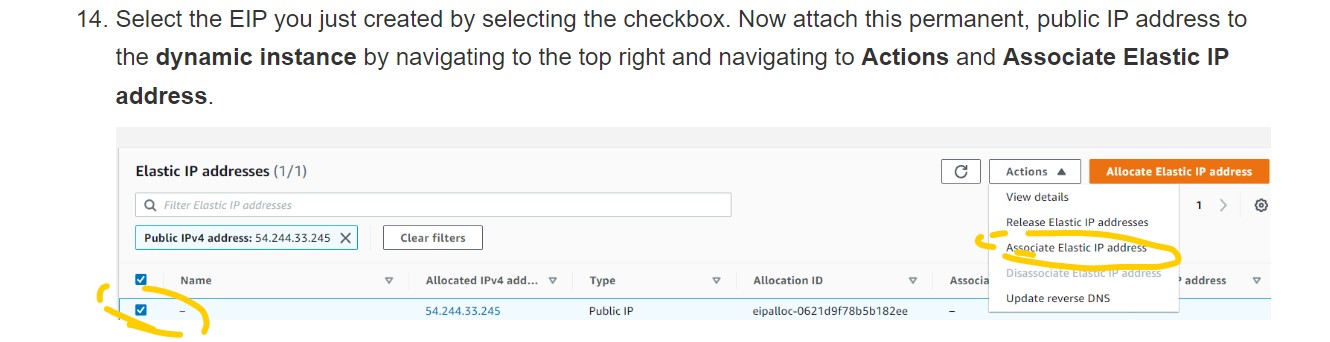 14. Select the EIP you just created by selecting the checkbox. Now attach this permanent, public IP address to
the dynamic instance by navigating to the top right and navigating to Actions and Associate Elastic IP
address.
Elastic IP addresses (1/1)
Actions
Allocate Elastic IP address
Filter Elastic IP addresses
View details
1
Release Elastic IP addresses
Public IPv4 address: 54.244.33.245
Clear filters
Associate Elastic IP address
Disassociate Elastic IP address
Name
Allocated IPv4 add...
Type
Allocation ID
Associa
address
Update reverse DNS
–
54.244.33.245
Public IP
eipalloc-0621d9f78b5b182ee
–